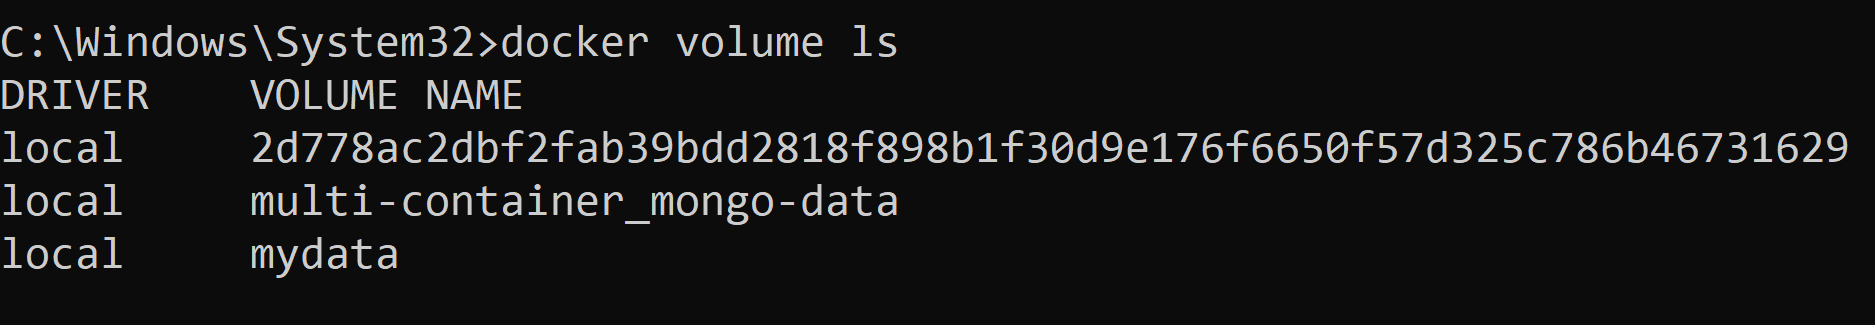 C:\Windows\System32>docker volume ls
DRIVER    VOLUME NAME
local     2d778ac2dbf2fab39bdd2818f898b1f30d9e176f6650f57d325c786b46731629
local     multi-container_mongo-data
local     mydata